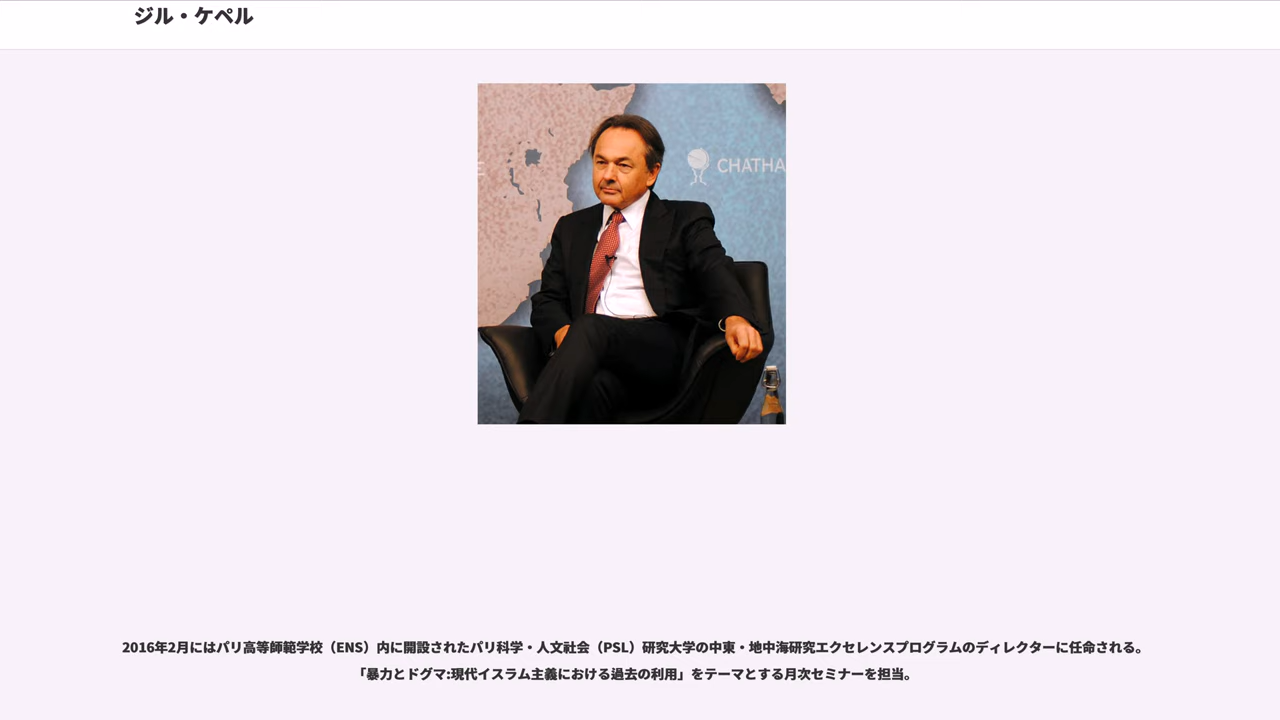 ジル・ケペル
CHATHA
2016年2月にはパリ高等師範学校（ENS）内に開設されたパリ科学・人文社会（PSL）研究大学の中東・地中海研究エクセレンスプログラムのディレクターに任命される。
「暴力とドグマ:現代イスラム主義における過去の利用」をテーマとする月次セミナーを担当。